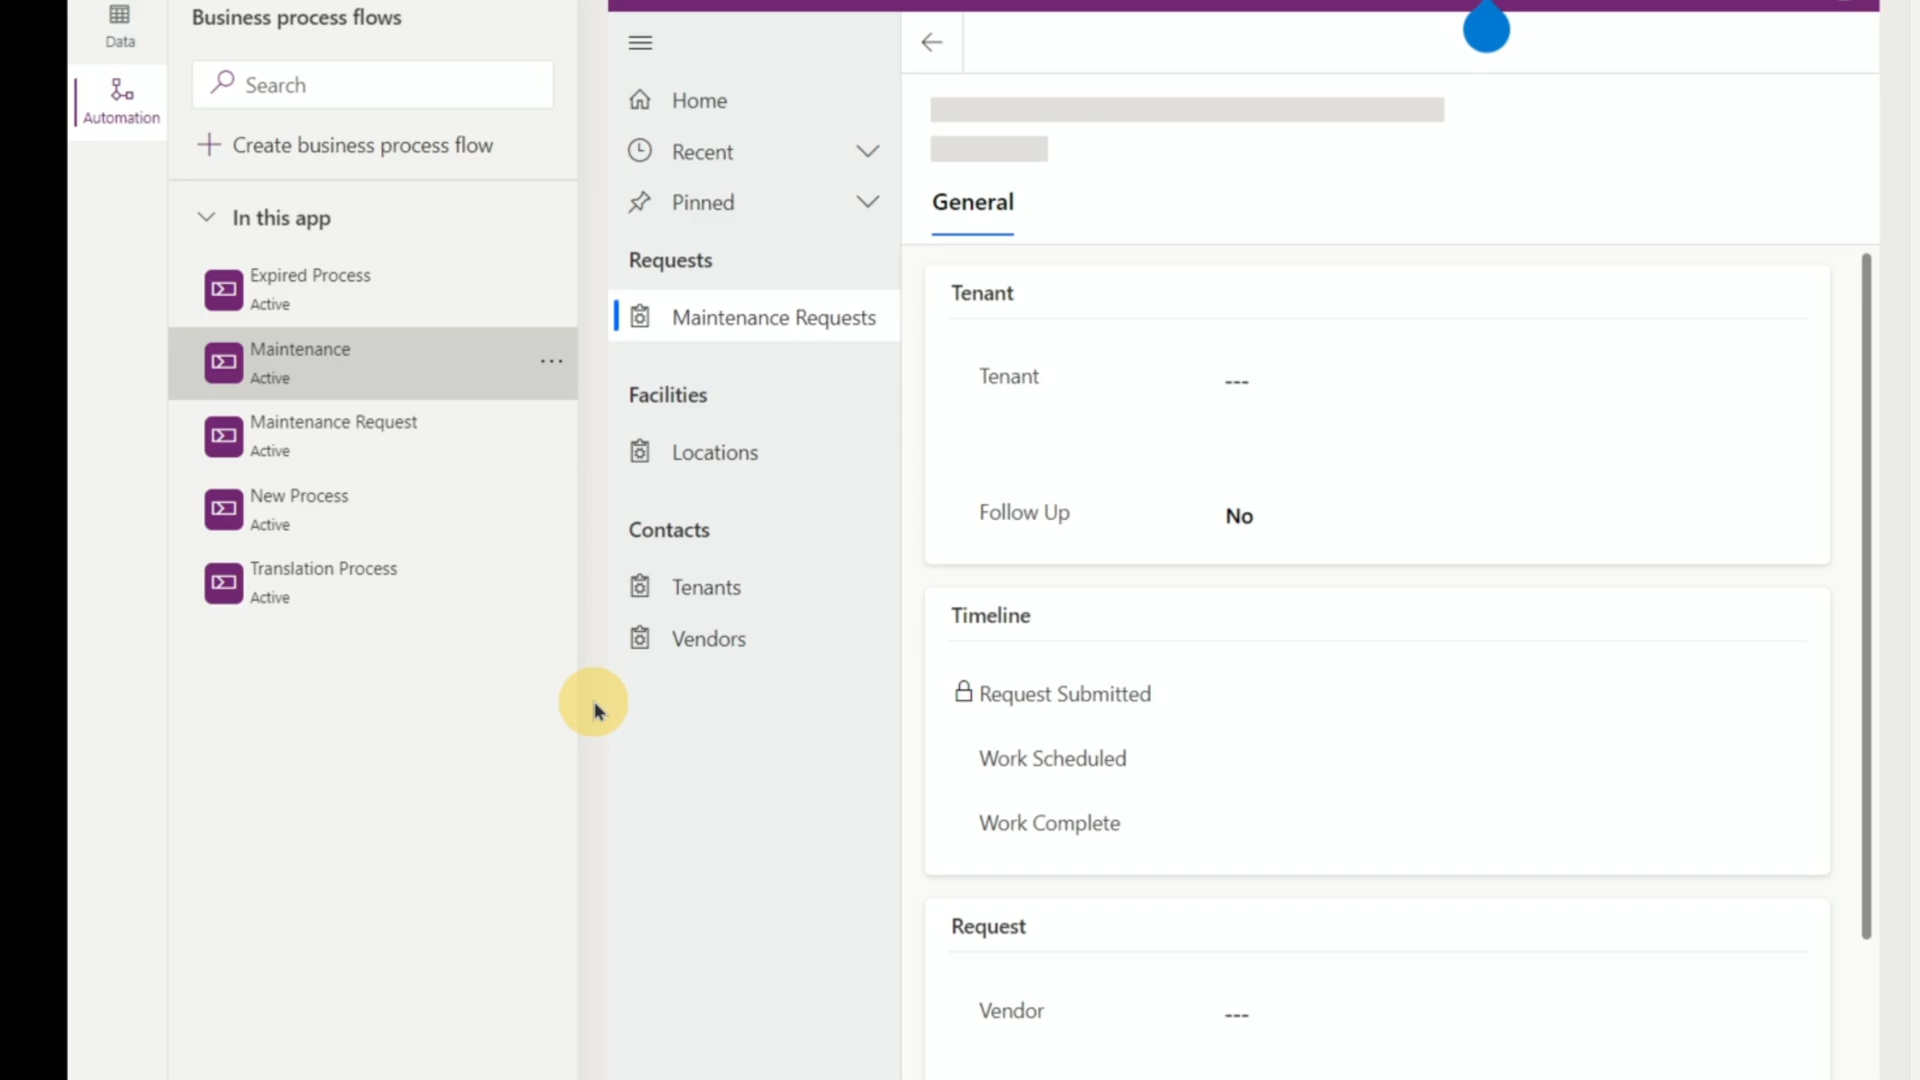 Data
Automation
Business process flows
Search
Create business process flow
In this app
Expired Process
Active
Maintenance
Active
...
Maintenance Request
Active
New Process
Active
Translation Process
Active
Home
Recent
Pinned
Requests
Maintenance Requests
Facilities
Locations
Contacts
Tenants
Vendors
General
Tenant
Tenant
---
Follow Up
No
Timeline
Request Submitted
Work Scheduled
Work Complete
Request
Vendor
---